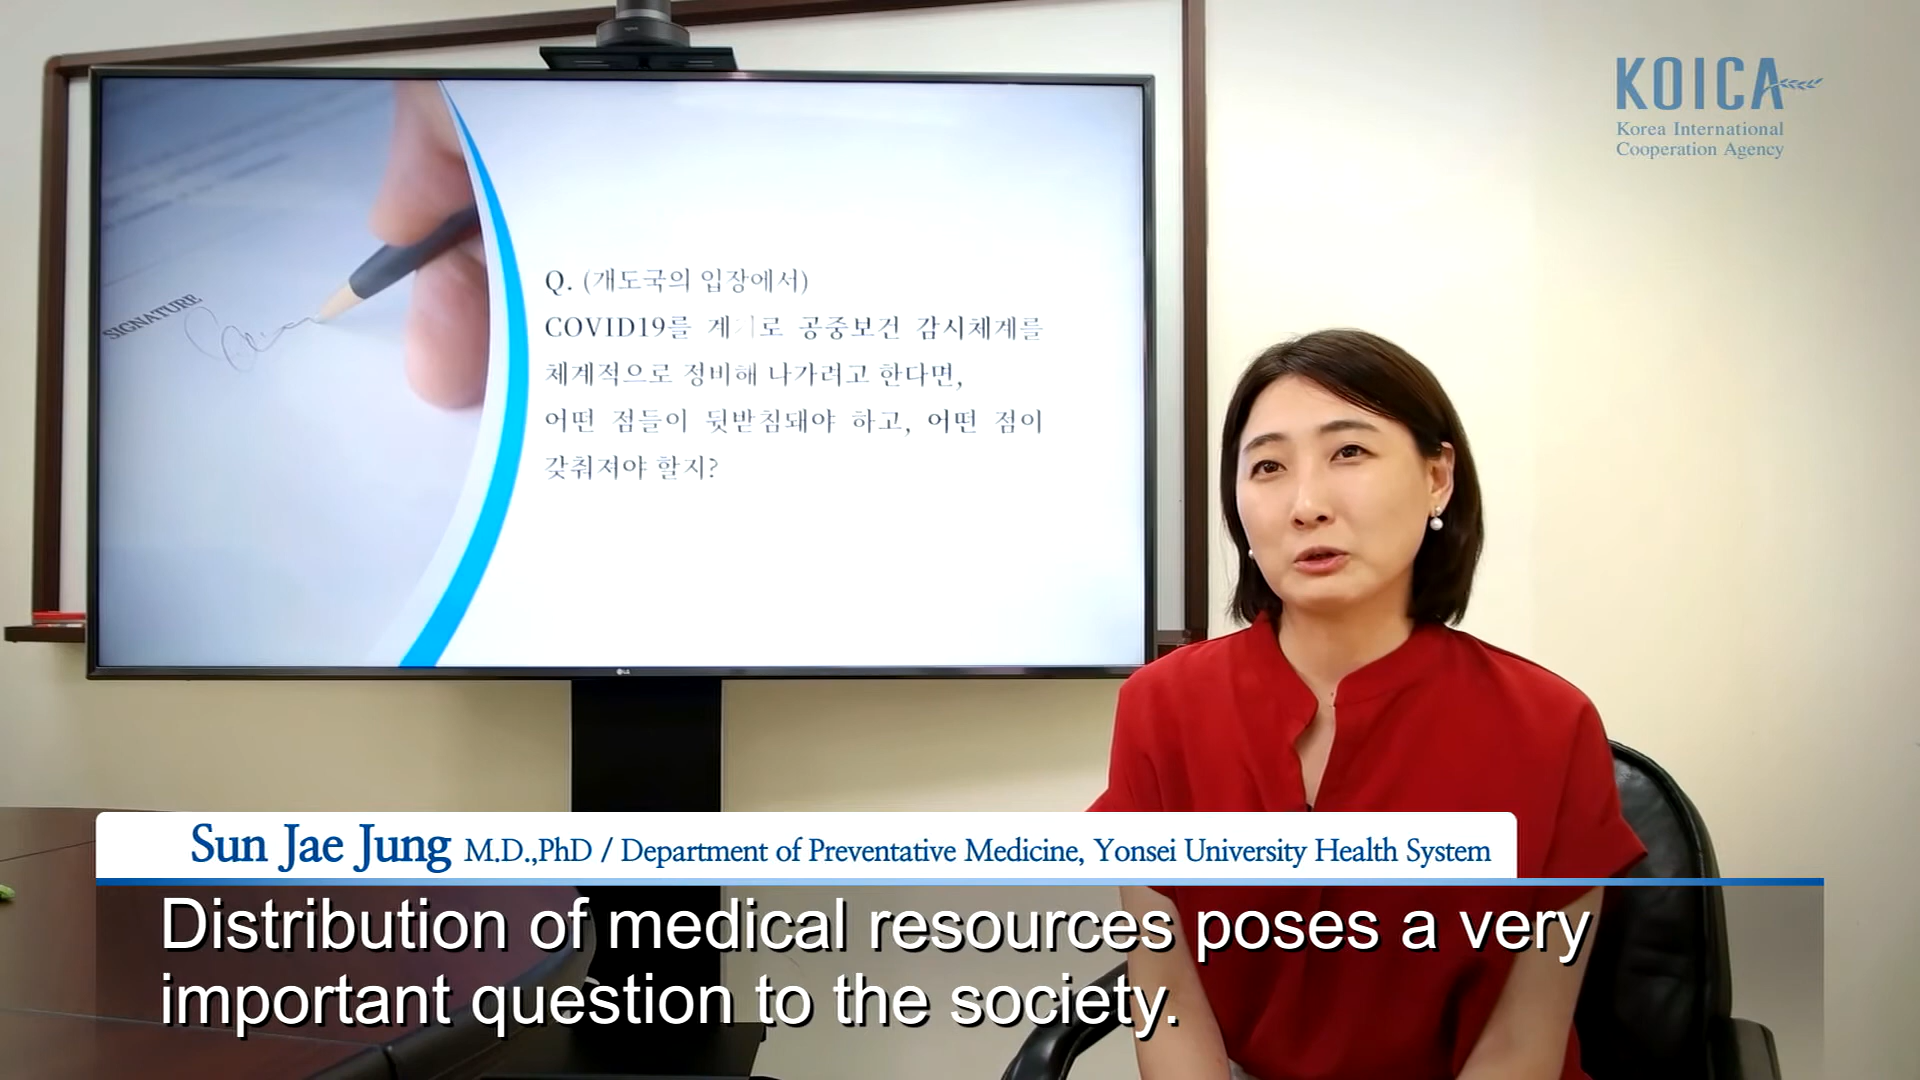 KOICA
Korea International
Cooperation Agency
SIGNATURE
Q. (개도국의 입장에서)
COVID19를 계기로 공중보건 감시체계를
체계적으로 정비해 나가려고 한다면,
어떤 점들이 뒷받침돼야 하고, 어떤 점이
갖춰져야 할지?
LG
Sun Jae Jung M.D.,PhD / Department of Preventative Medicine, Yonsei University Health System
Distribution of medical resources poses a very
important question to the society.